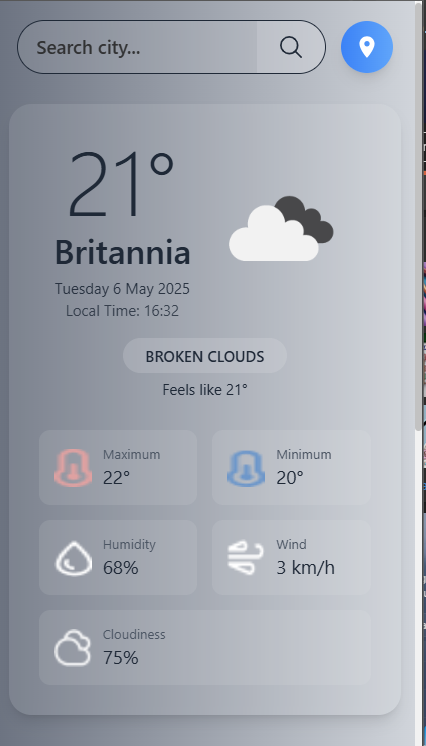 Search city...
21°
Britannia
Tuesday 6 May 2025
Local Time: 16:32
BROKEN CLOUDS
Feels like 21°
Maximum
22°
Minimum
20°
Humidity
68%
Wind
3 km/h
Cloudiness
75%